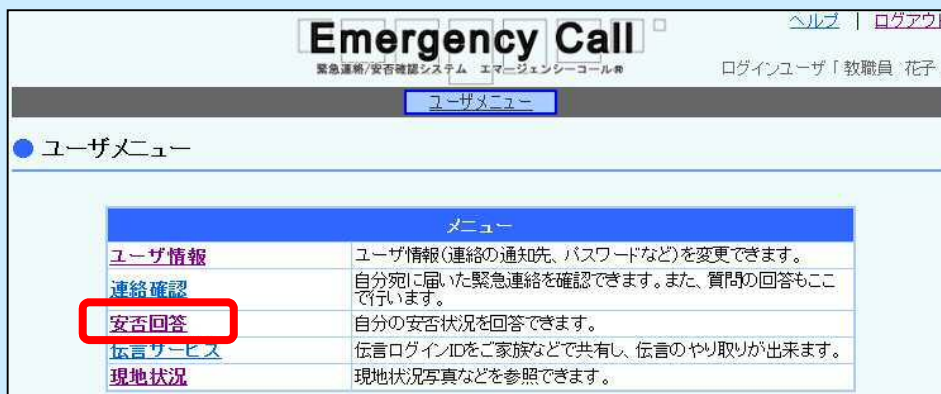 Emergency Call
緊急連絡/安否確認システム　エマージェンシーコール®
ヘルプ | ログアウト
ログインユーザ「教職員 花子
ユーザメニュー
ユーザメニュー
メニュー
ユーザ情報 ユーザ情報(連絡の通知先、パスワードなど)を変更できます。
連絡確認 自分宛に届いた緊急連絡を確認できます。また、質問の回答もここ
で行います。
安否回答 自分の安否状況を回答できます。
伝言サービス 伝言ログインIDをご家族などで共有し、伝言のやり取りが出来ます。
現地状況 現地状況写真などを参照できます。